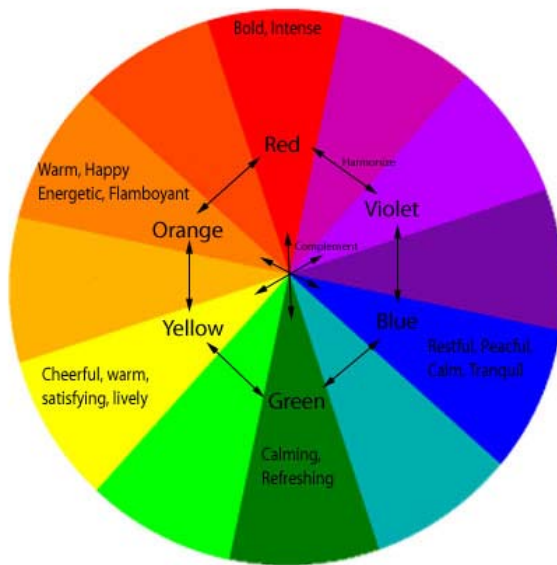 Bold, Intense
Red
Harmonize
Warm, Happy
Energetic, Flamboyant
Violet
Orange
Complement
Yellow
Blue
Restful, Peacful,
Calm, Tranquil
Cheerful, warm,
satisfying, lively
Green
Calming,
Refreshing